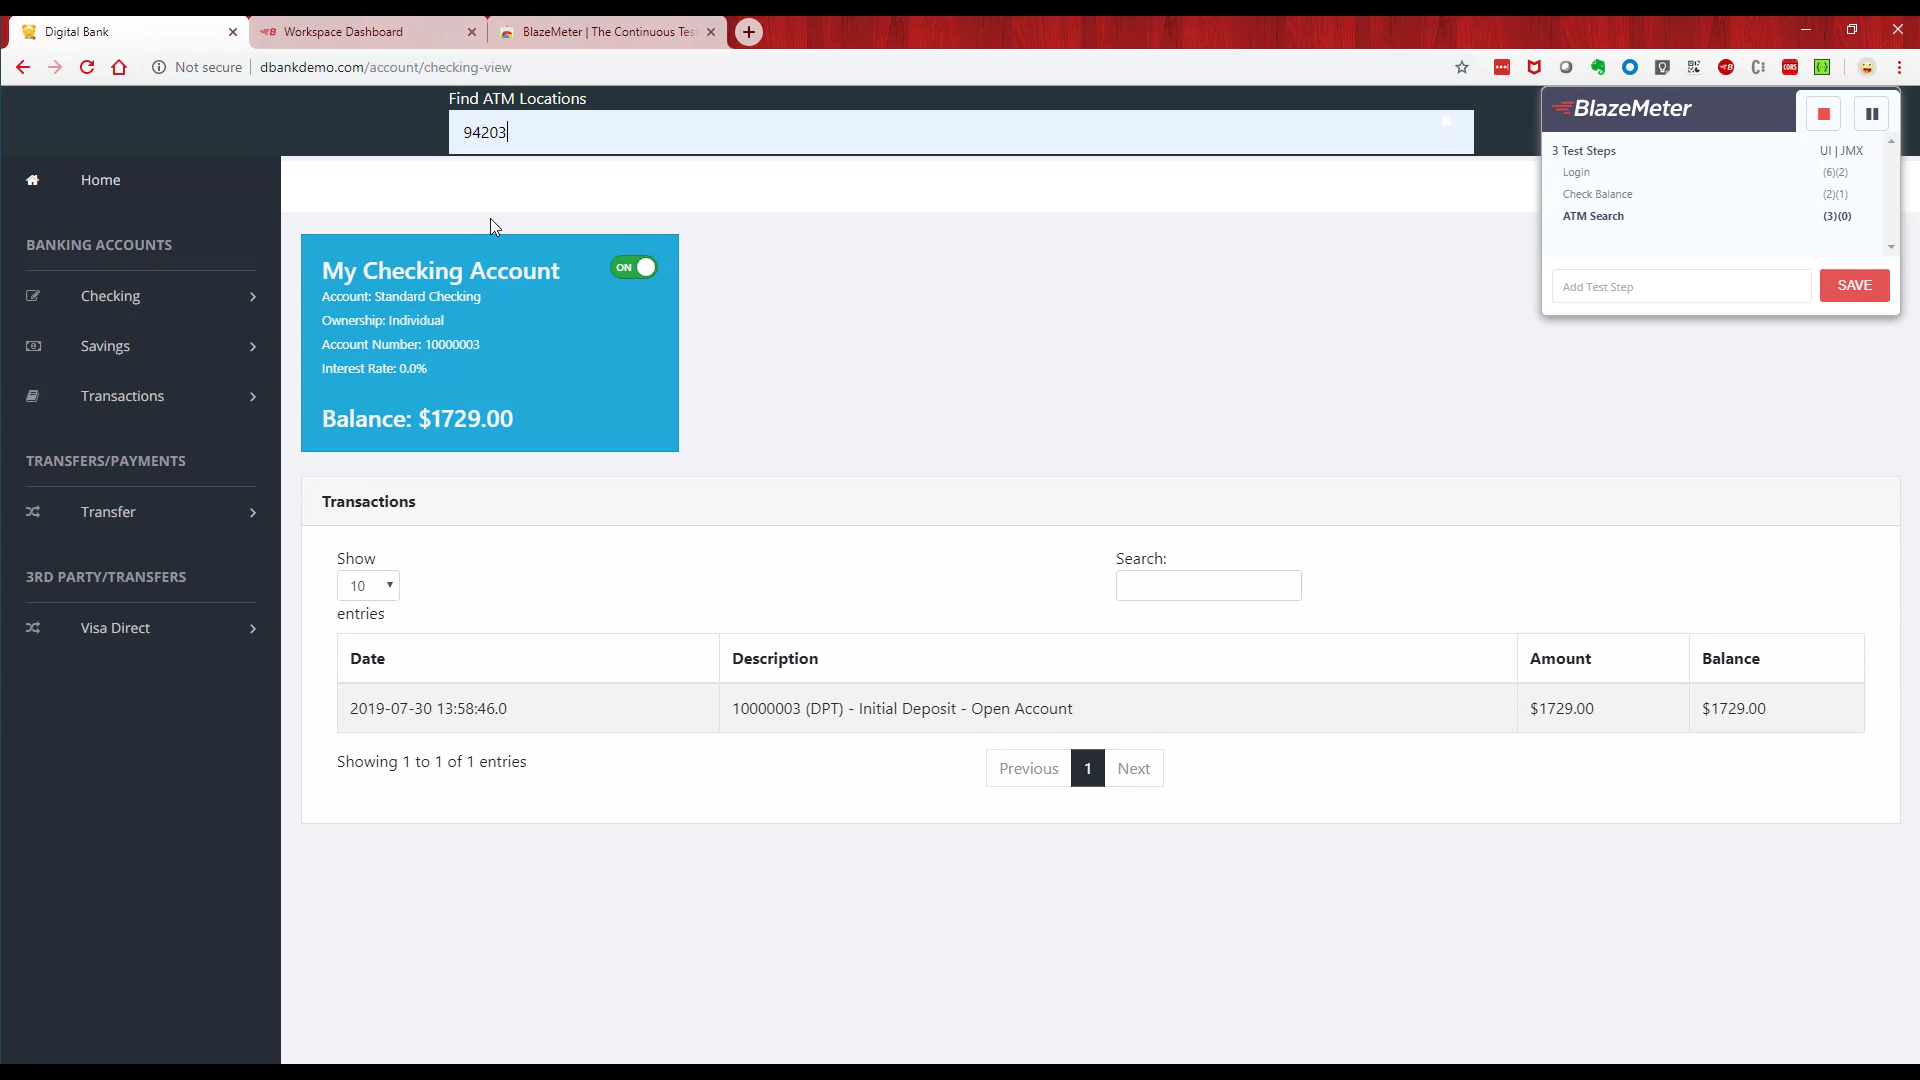 Digital Bank
Workspace Dashboard
BlazeMeter | The Continuous Tes
Not secure
dbankdemo.com/account/checking-view
Find ATM Locations
94203
BlazeMeter
3 Test Steps
UI | JMX
Login
(6)(2)
Check Balance
(2)(1)
ATM Search
(3)(0)
Add Test Step
SAVE
Home
BANKING ACCOUNTS
Checking
Savings
Transactions
TRANSFERS/PAYMENTS
Transfer
3RD PARTY/TRANSFERS
Visa Direct
My Checking Account
ON
Account: Standard Checking
Ownership: Individual
Account Number: 10000003
Interest Rate: 0.0%
Balance: $1729.00
Transactions
Show
10
entries
Search:
Date Description Amount Balance
2019-07-30 13:58:46.0 10000003 (DPT) - Initial Deposit - Open Account $1729.00 $1729.00
Showing 1 to 1 of 1 entries
Previous 1 Next